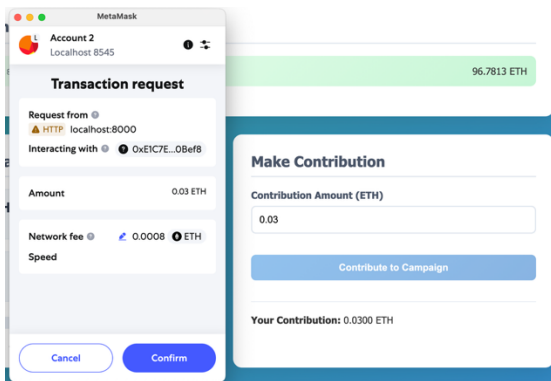 MetaMask
L
Account 2
Localhost 8545
Transaction request
Request from
HTTP localhost:8000
Interacting with 0xE1C7E...0Bef8
Amount 0.03 ETH
Network fee 0.0008 ETH
Speed
Cancel Confirm
96.7813 ETH
Make Contribution
Contribution Amount (ETH)
0.03
Contribute to Campaign
Your Contribution: 0.0300 ETH